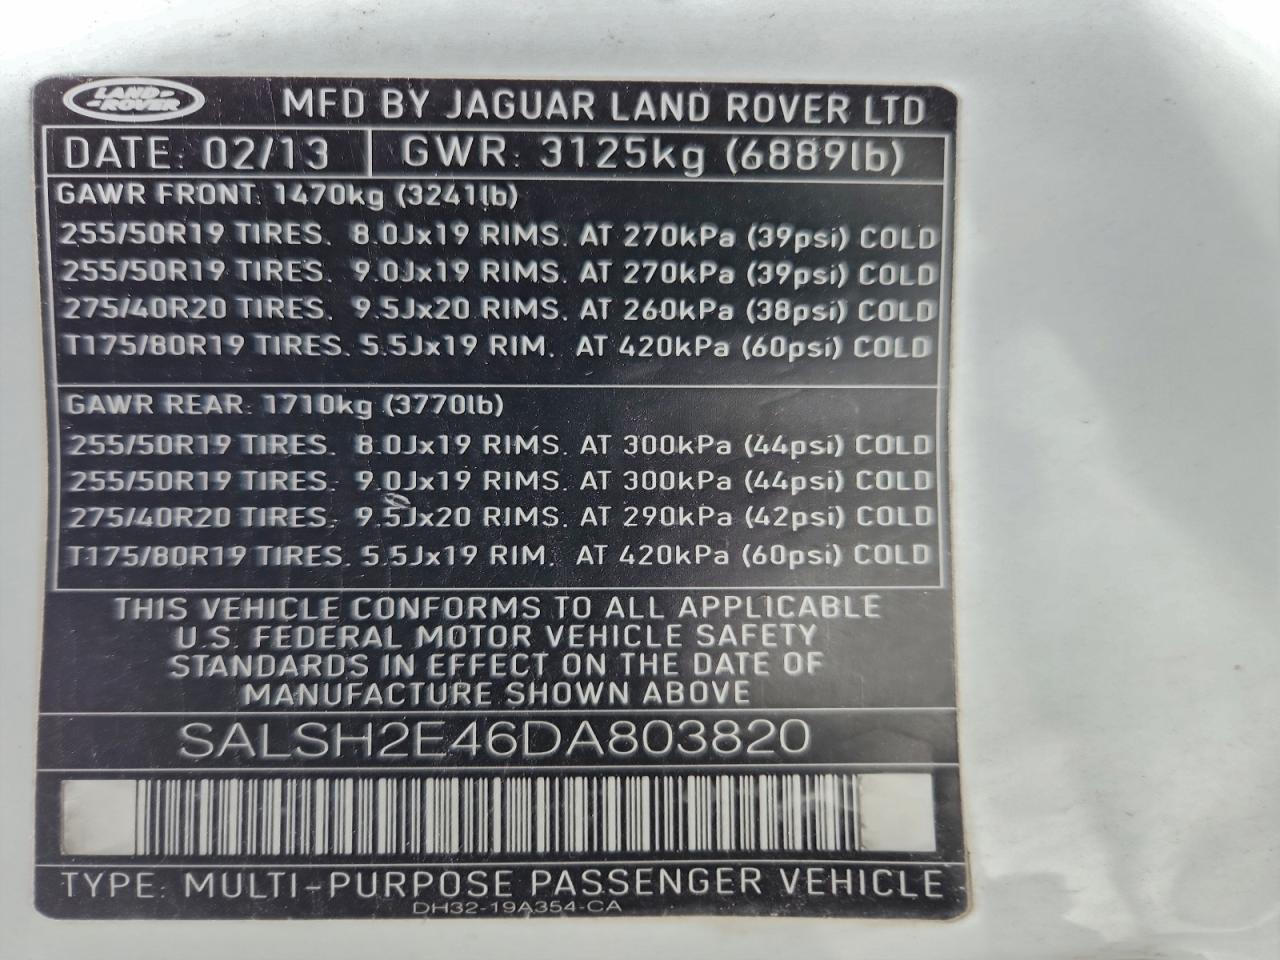 LAND-
-ROVER
MFD BY JAGUAR LAND ROVER LTD
DATE: 02/13 GWR: 3125kg (6889lb)
GAWR FRONT: 1470kg (3241lb)
255/50R19 TIRES. 8.0Jx19 RIMS. AT 270kPa (39psi) COLD
255/50R19 TIRES. 9.0Jx19 RIMS. AT 270kPa (39psi) COLD
275/40R20 TIRES. 9.5Jx20 RIMS. AT 260kPa (38psi) COLD
T175/80R19 TIRES. 5.5Jx19 RIM. AT 420kPa (60psi) COLD
GAWR REAR: 1710kg (3770lb)
255/50R19 TIRES. 8.0Jx19 RIMS. AT 300kPa (44psi) COLD
255/50R19 TIRES. 9.0Jx19 RIMS. AT 300kPa (44psi) COLD
275/40R20 TIRES. 9.5Jx20 RIMS. AT 290kPa (42psi) COLD
T175/80R19 TIRES. 5.5Jx19 RIM. AT 420kPa (60psi) COLD
THIS VEHICLE CONFORMS TO ALL APPLICABLE
U.S. FEDERAL MOTOR VEHICLE SAFETY
STANDARDS IN EFFECT ON THE DATE OF
MANUFACTURE SHOWN ABOVE
SALSH2E46DA803820
TYPE: MULTI-PURPOSE PASSENGER VEHICLE
DH32-19A354-CA